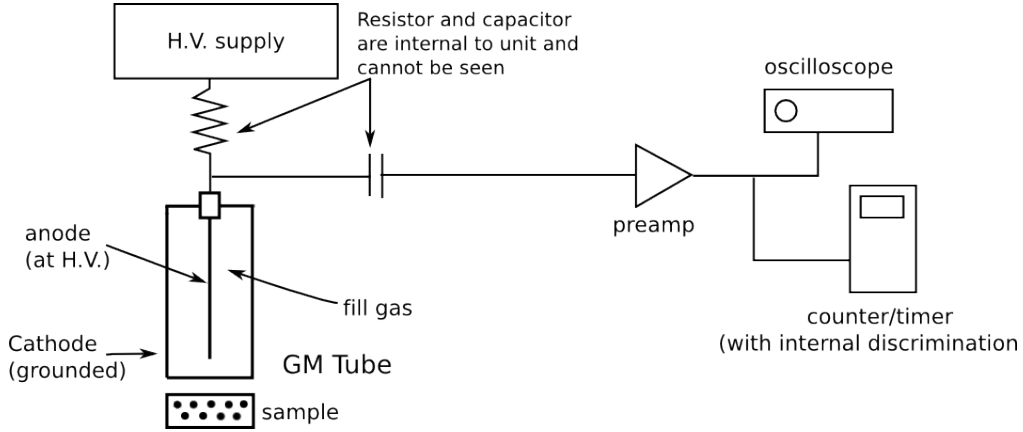 H.V. supply
Resistor and capacitor
are internal to unit and
cannot be seen
oscilloscope
preamp
anode
(at H.V.)
fill gas
counter/timer
(with internal discrimination
Cathode
(grounded)
GM Tube
sample